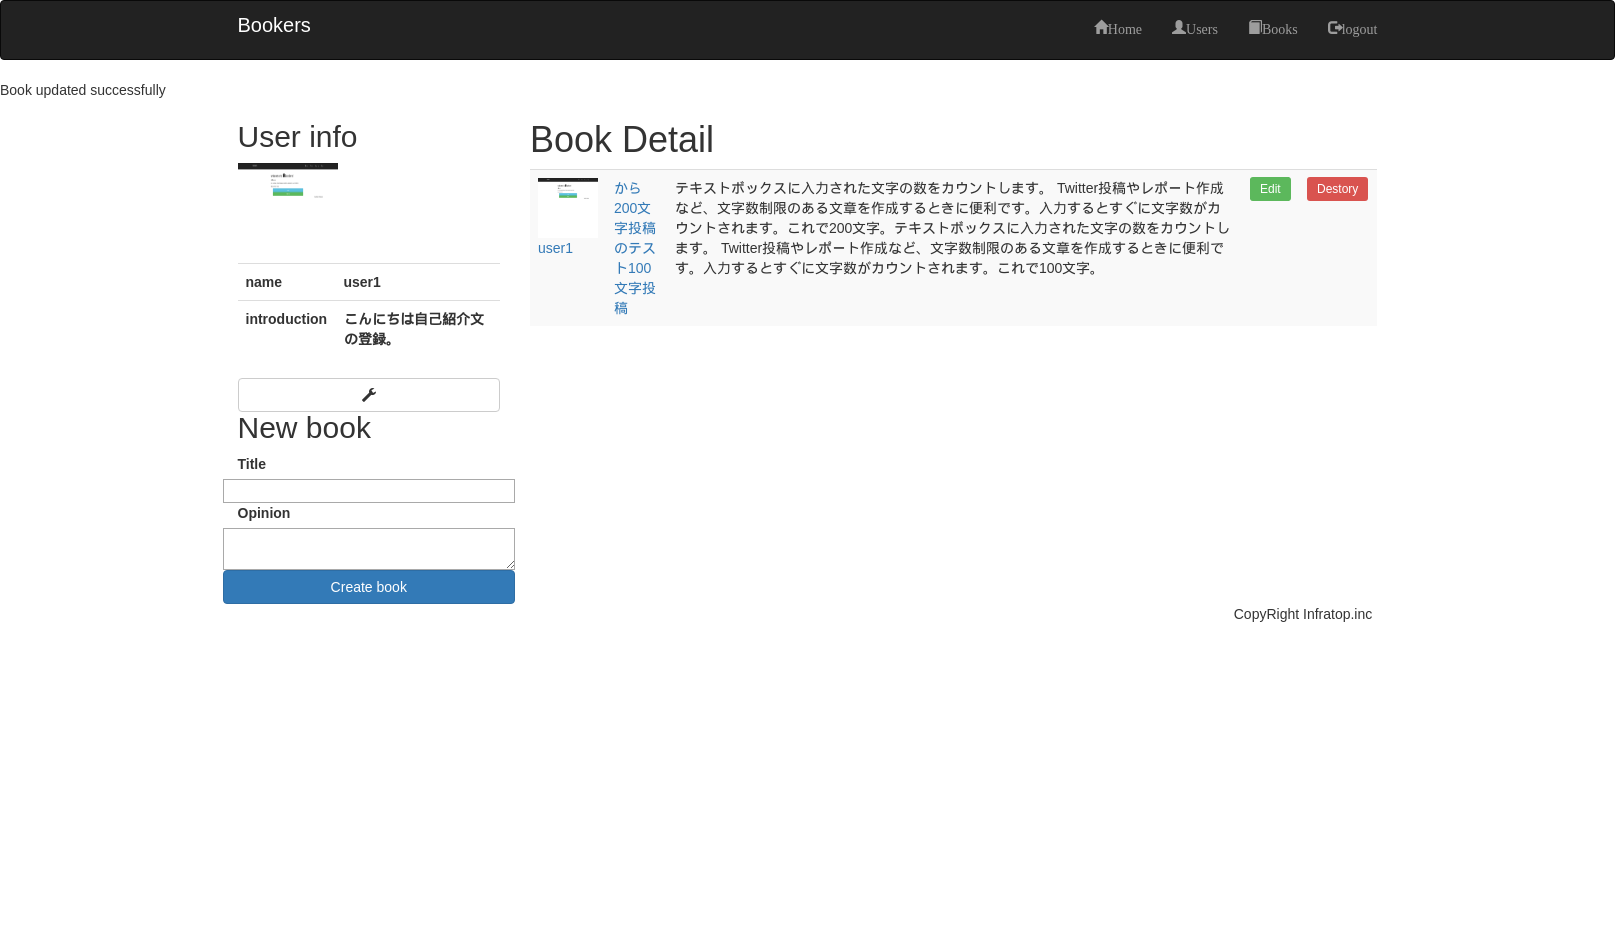 Bookers
Home Users Books logout
Book updated successfully
User info
name user1
introduction こんにちは自己紹介文
の登録。
New book
Title
Opinion
Create book
Book Detail
user1
から
200文
字投稿
のテス
ト100
文字投
稿
テキストボックスに入力された文字の数をカウントします。 Twitter投稿やレポート作成
など、文字数制限のある文章を作成するときに便利です。入力するとすぐに文字数がカ
ウントされます。これで200文字。テキストボックスに入力された文字の数をカウントし
ます。 Twitter投稿やレポート作成など、文字数制限のある文章を作成するときに便利で
す。入力するとすぐに文字数がカウントされます。これで100文字。
Edit Destory
CopyRight Infratop.inc